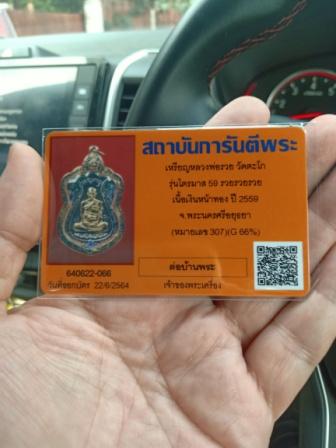 สถาบันการันตีพระ
เหรียญหลวงพ่อรวย วัดตะโก
รุ่นไตรมาส 59 รวยรวยรวย
เนื้อเงินหน้าทอง ปี 2559
จ.พระนครศรีอยุธยา
(หมายเลข 307)(G 66%)
640622-066
วันที่ออกบัตร 22/6/2564
ต่อบ้านพระ
เจ้าของพระเครื่อง